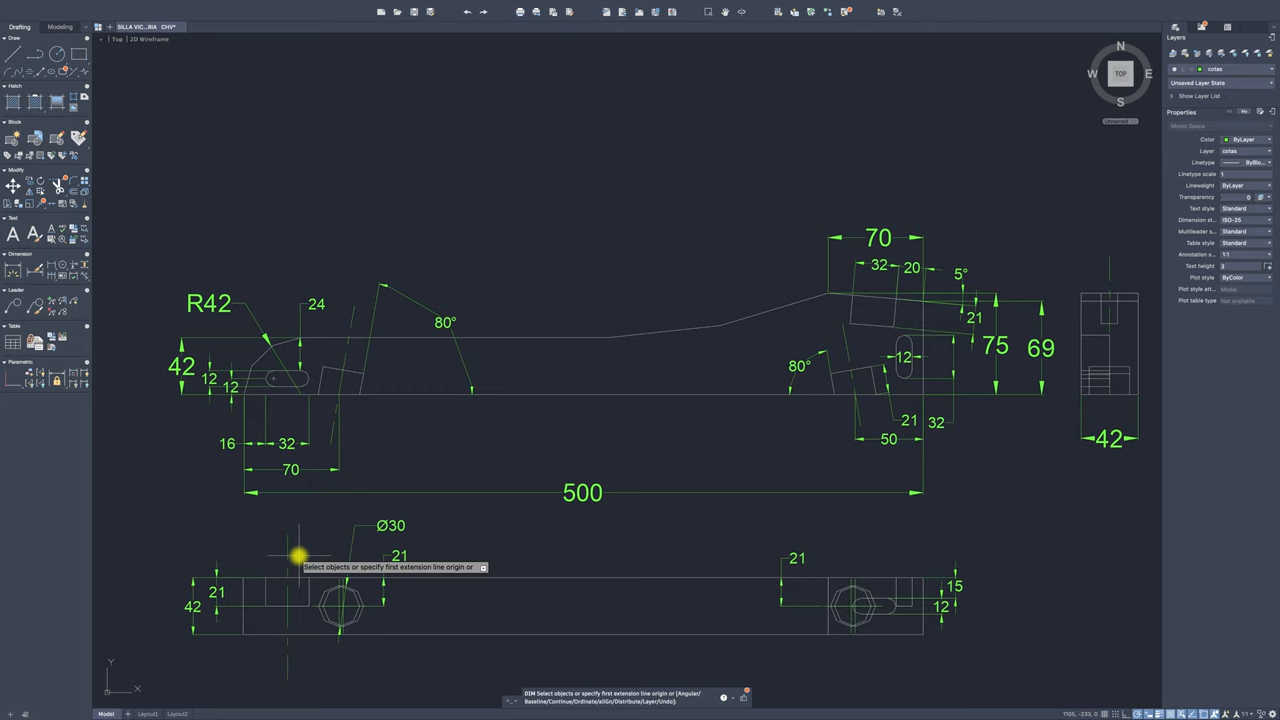 Drafting
Modeling
SILLA VIC...RIA CHV*
Top
2D Wireframe
Draw
Hatch
Block
Modify
Text
Dimension
Leader
Table
Parametric
N
W
TOP
E
S
Unnamed
Layers
cotas
Unsaved Layer State
Show Layer List
Properties
Model Space
Color
ByLayer
Layer
cotas
Linetype
ByBlo...
Linetype scale
1
Lineweight
ByLayer
Transparency
0
Text style
Standard
Dimension st...
ISO-25
Multileader s...
Standard
Table style
Standard
Annotation s...
1:1
Text height
3
Plot style
ByColor
Plot style att...
Model
Plot table type
Not available
70
32
20
5°
R42
24
80°
21
42
12
12
80°
12
75
69
21
32
16
32
50
42
70
500
Ø30
21
21
Select objects or specify first extension line origin or
42
21
15
12
Y
X
DIM Select objects or specify first extension line origin or [Angular/
Baseline/Continue/Ordinate/aliGn/Distribute/Layer/Undo]:
Model
Layout1
Layout2
1:1